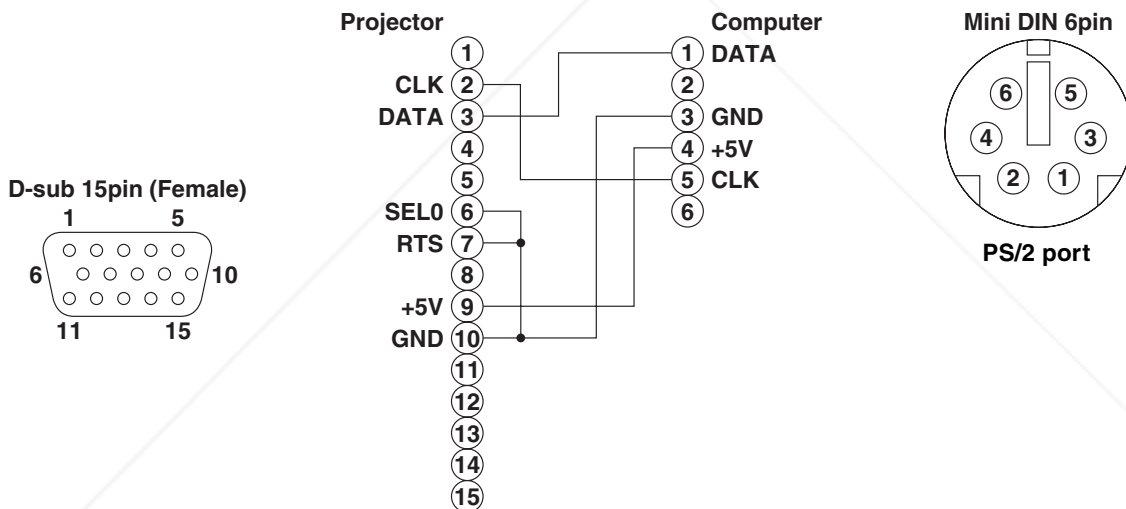 Projector
Computer
Mini DIN 6pin
1
CLK 2
DATA 3
4
5
SEL0 6
RTS 7
8
+5V 9
GND 10
11
12
13
14
15
1 DATA
2
3 GND
4 +5V
5 CLK
6
D-sub 15pin (Female)
1 5
6 10
11 15
6 5
4 3
2 1
PS/2 port